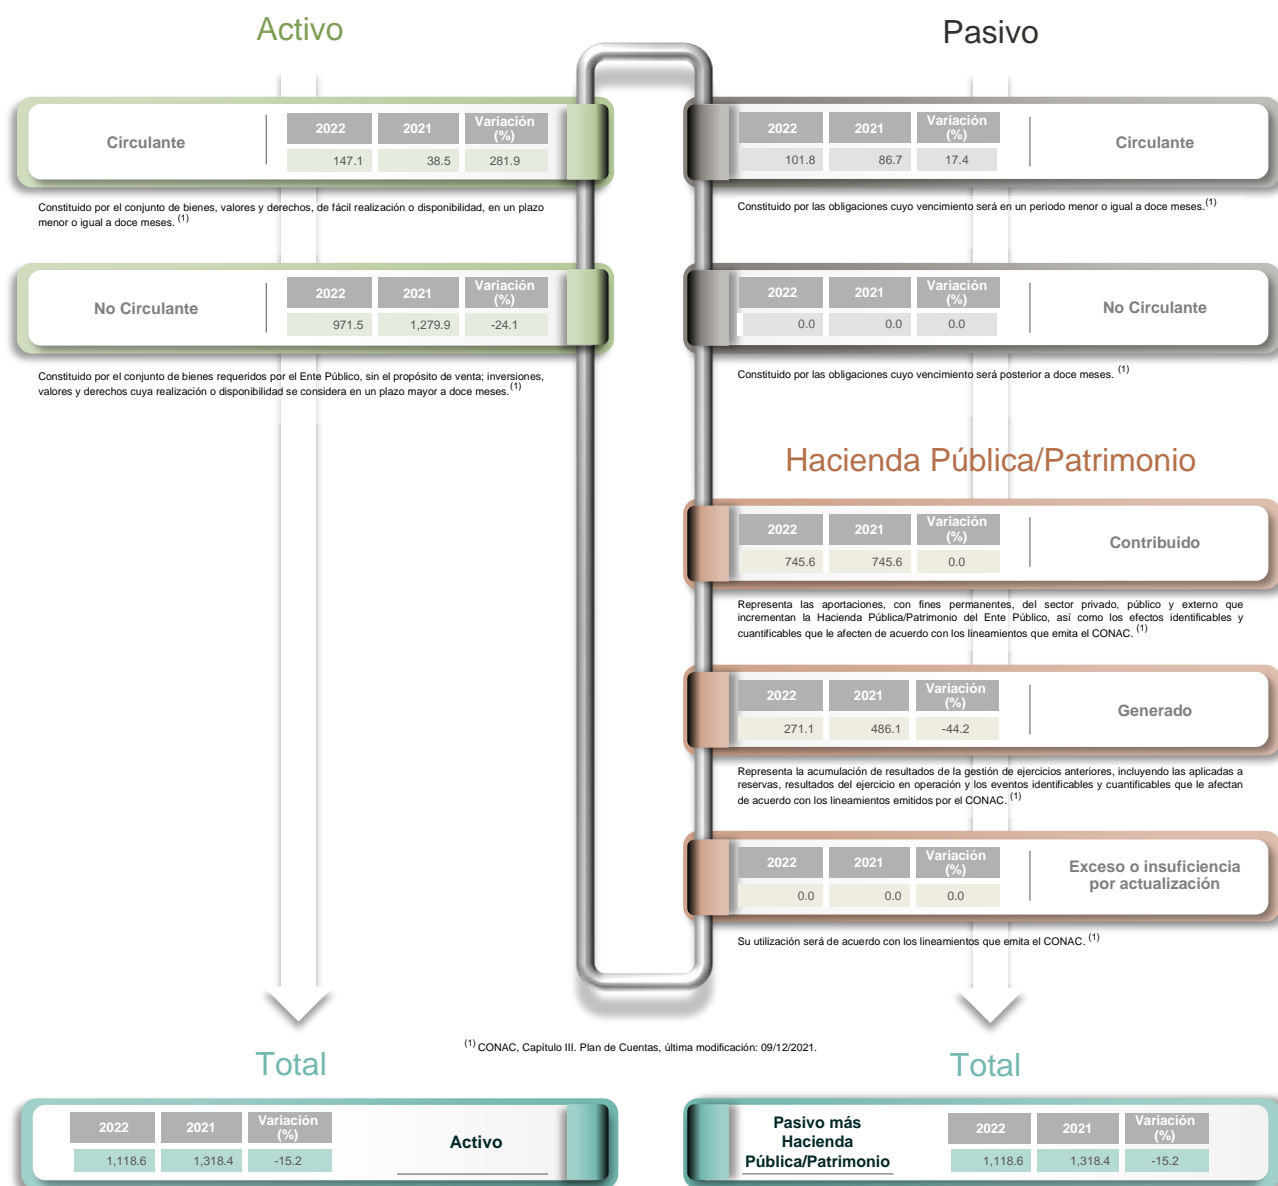 Activo
Circulante
2022 2021 Variación (%)
147.1 38.5 281.9
Constituido por el conjunto de bienes, valores y derechos, de fácil realización o disponibilidad, en un plazo
menor o igual a doce meses. (1)
No Circulante
2022 2021 Variación (%)
971.5 1,279.9 -24.1
Constituido por el conjunto de bienes requeridos por el Ente Público, sin el propósito de venta; inversiones,
valores y derechos cuya realización o disponibilidad se considera en un plazo mayor a doce meses. (1)
Pasivo
2022 2021 Variación (%)
101.8 86.7 17.4
Circulante
Constituido por las obligaciones cuyo vencimiento será en un periodo menor o igual a doce meses. (1)
2022 2021 Variación (%)
0.0 0.0 0.0
No Circulante
Constituido por las obligaciones cuyo vencimiento será posterior a doce meses. (1)
Hacienda Pública/Patrimonio
2022 2021 Variación (%)
745.6 745.6 0.0
Contribuido
Representa las aportaciones, con fines permanentes, del sector privado, público y externo que
incrementan la Hacienda Pública/Patrimonio del Ente Público, así como los efectos identificables y
cuantificables que le afecten de acuerdo con los lineamientos que emita el CONAC. (1)
2022 2021 Variación (%)
271.1 486.1 -44.2
Generado
Representa la acumulación de resultados de la gestión de ejercicios anteriores, incluyendo las aplicadas a
reservas, resultados del ejercicio en operación y los eventos identificables y cuantificables que le afectan
de acuerdo con los lineamientos emitidos por el CONAC. (1)
2022 2021 Variación (%)
0.0 0.0 0.0
Exceso o insuficiencia
por actualización
Su utilización será de acuerdo con los lineamientos que emita el CONAC. (1)
(1) CONAC, Capítulo III. Plan de Cuentas, última modificación: 09/12/2021.
Total
2022 2021 Variación (%)
1,118.6 1,318.4 -15.2
Activo
Total
Pasivo más
Hacienda
Pública/Patrimonio
2022 2021 Variación (%)
1,118.6 1,318.4 -15.2